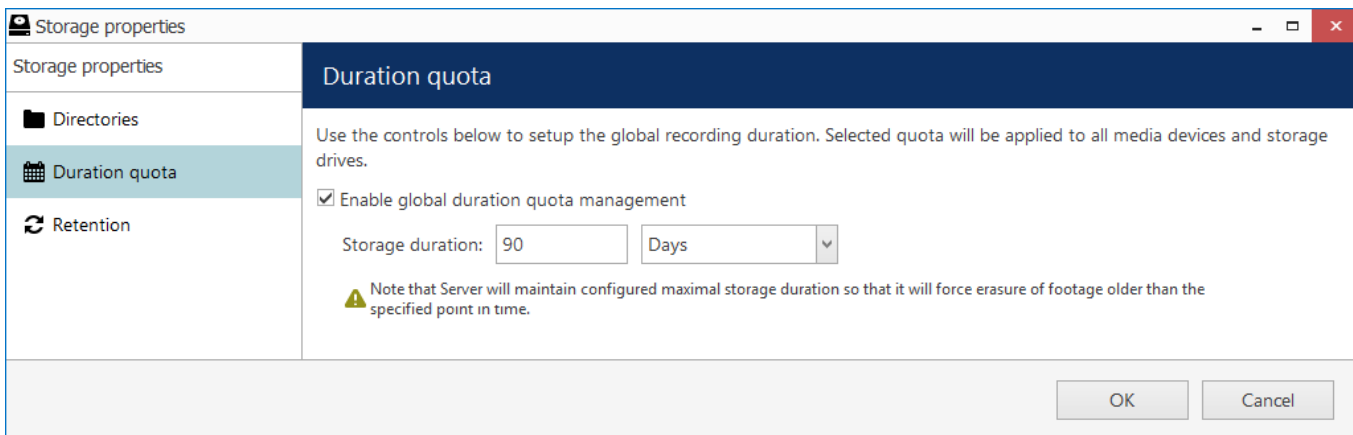 Storage properties
Storage properties
Duration quota
Directories
Use the controls below to setup the global recording duration. Selected quota will be applied to all media devices and storage
drives.
Duration quota
Enable global duration quota management
Retention
Storage duration: 90 Days
Note that Server will maintain configured maximal storage duration so that it will force erasure of footage older than the
specified point in time.
OK Cancel